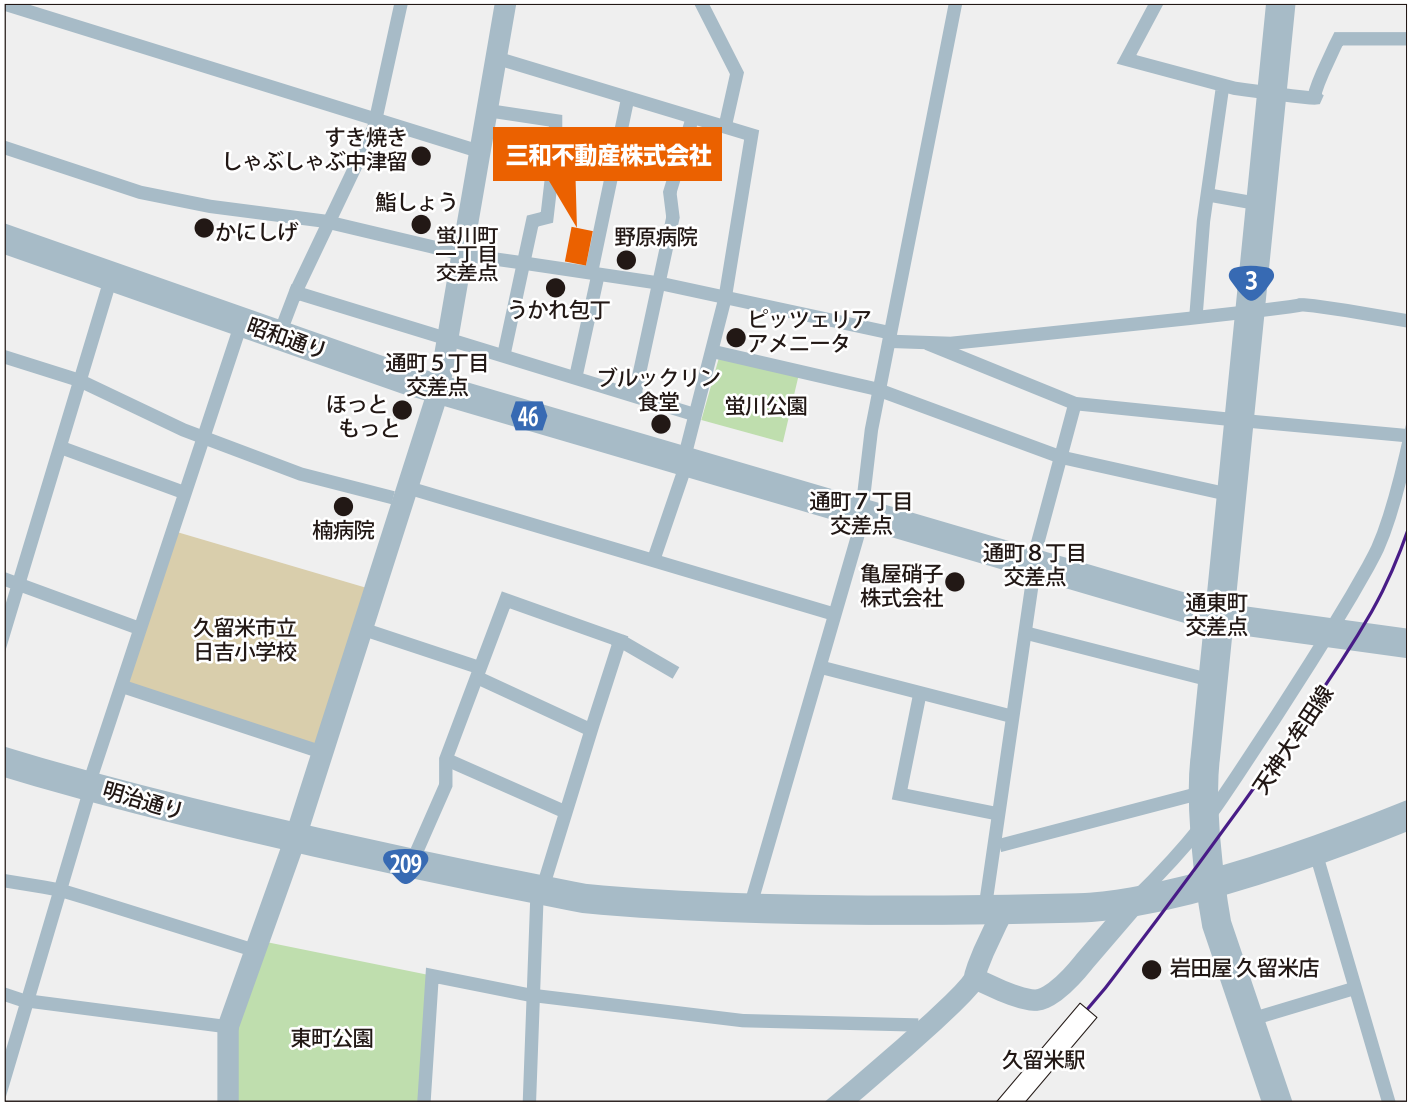 すき焼き
しゃぶしゃぶ中津留
三和不動産株式会社
鮨しょう
かにしげ
蛍川町
一丁目
交差点
野原病院
うかれ包丁
3
昭和通り
ピッツェリア
アメニータ
通町５丁目
交差点
ブルックリン
食堂
ほっと
もっと
46
蛍川公園
楠病院
通町７丁目
交差点
通町８丁目
交差点
亀屋硝子
株式会社
通東町
交差点
久留米市立
日吉小学校
天神大牟田線
明治通り
209
岩田屋 久留米店
東町公園
久留米駅